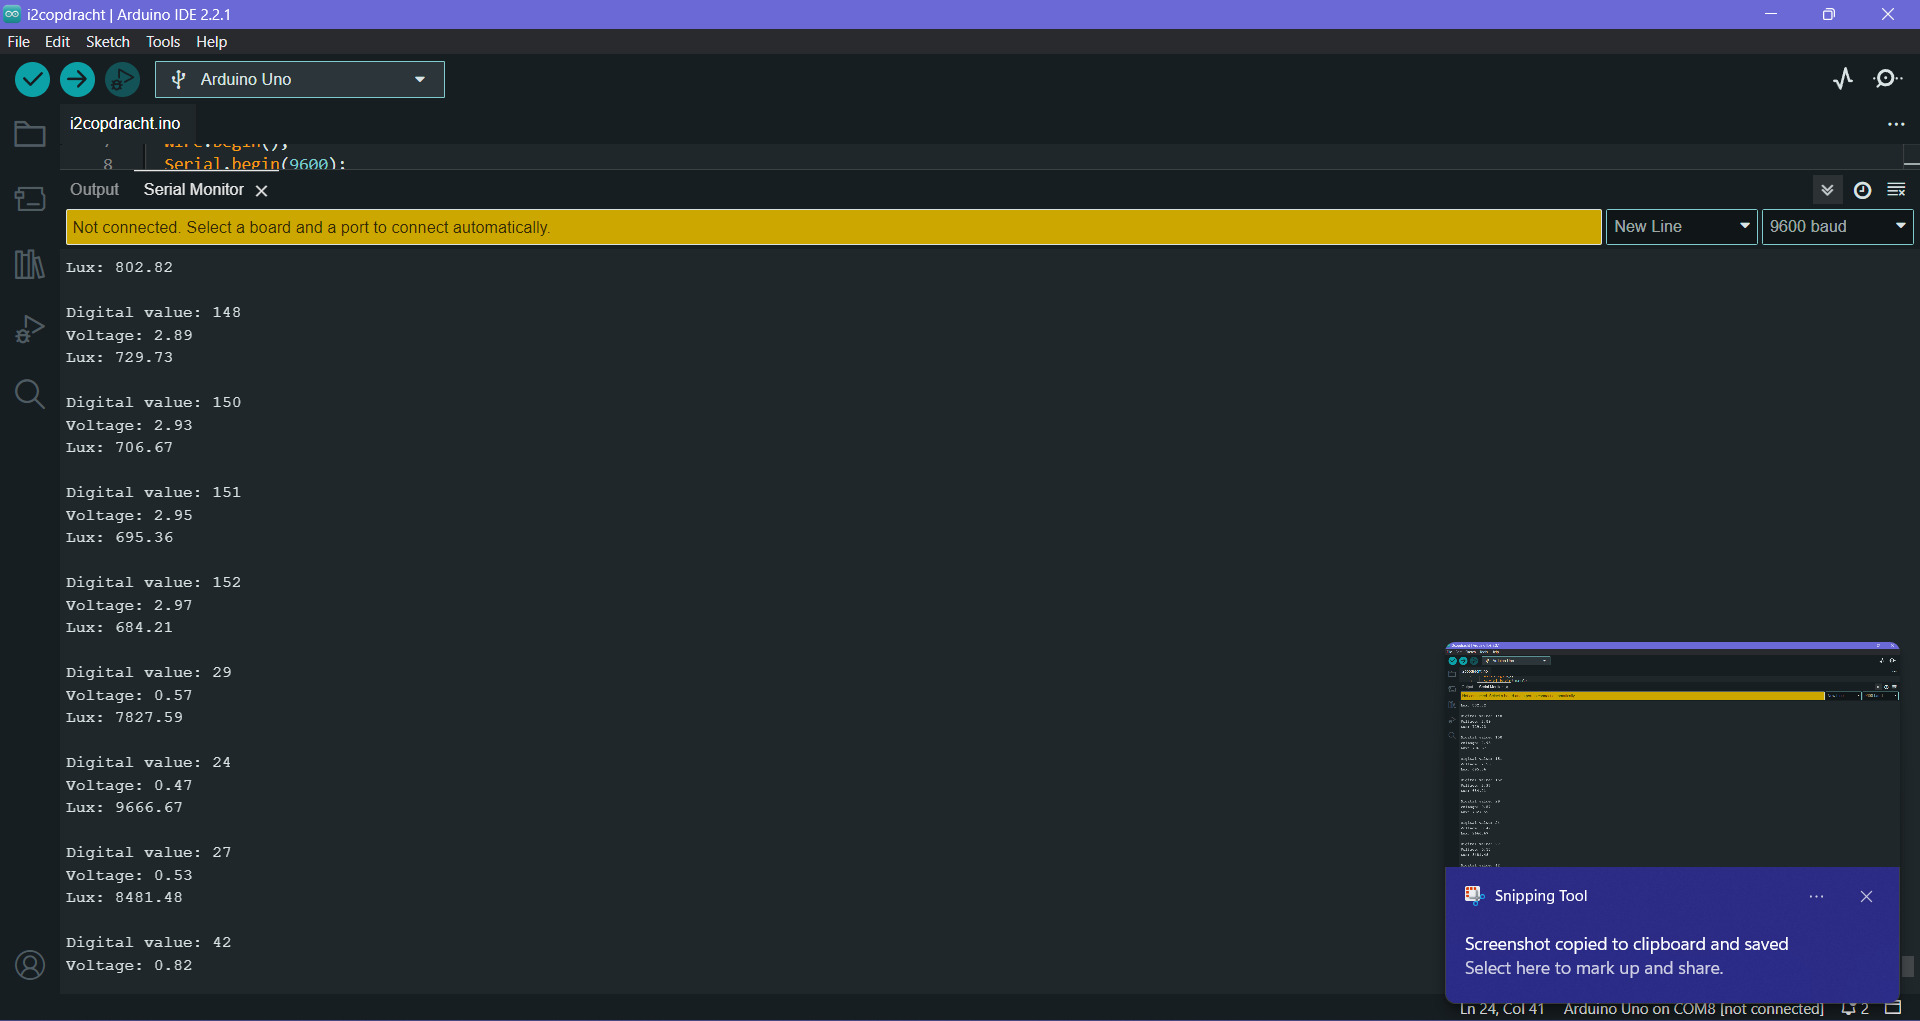 i2copdracht | Arduino IDE 2.2.1
File Edit Sketch Tools Help
Arduino Uno
i2copdracht.ino
8 Serial.begin(9600);
Output Serial Monitor
Not connected. Select a board and a port to connect automatically.
New Line
9600 baud
Lux: 802.82
Digital value: 148
Voltage: 2.89
Lux: 729.73
Digital value: 150
Voltage: 2.93
Lux: 706.67
Digital value: 151
Voltage: 2.95
Lux: 695.36
Digital value: 152
Voltage: 2.97
Lux: 684.21
Digital value: 29
Voltage: 0.57
Lux: 7827.59
Digital value: 24
Voltage: 0.47
Lux: 9666.67
Digital value: 27
Voltage: 0.53
Lux: 8481.48
Digital value: 42
Voltage: 0.82
Snipping Tool
Screenshot copied to clipboard and saved
Select here to mark up and share.
Ln 24, Col 41 Arduino Uno on COM8 [not connected] 2